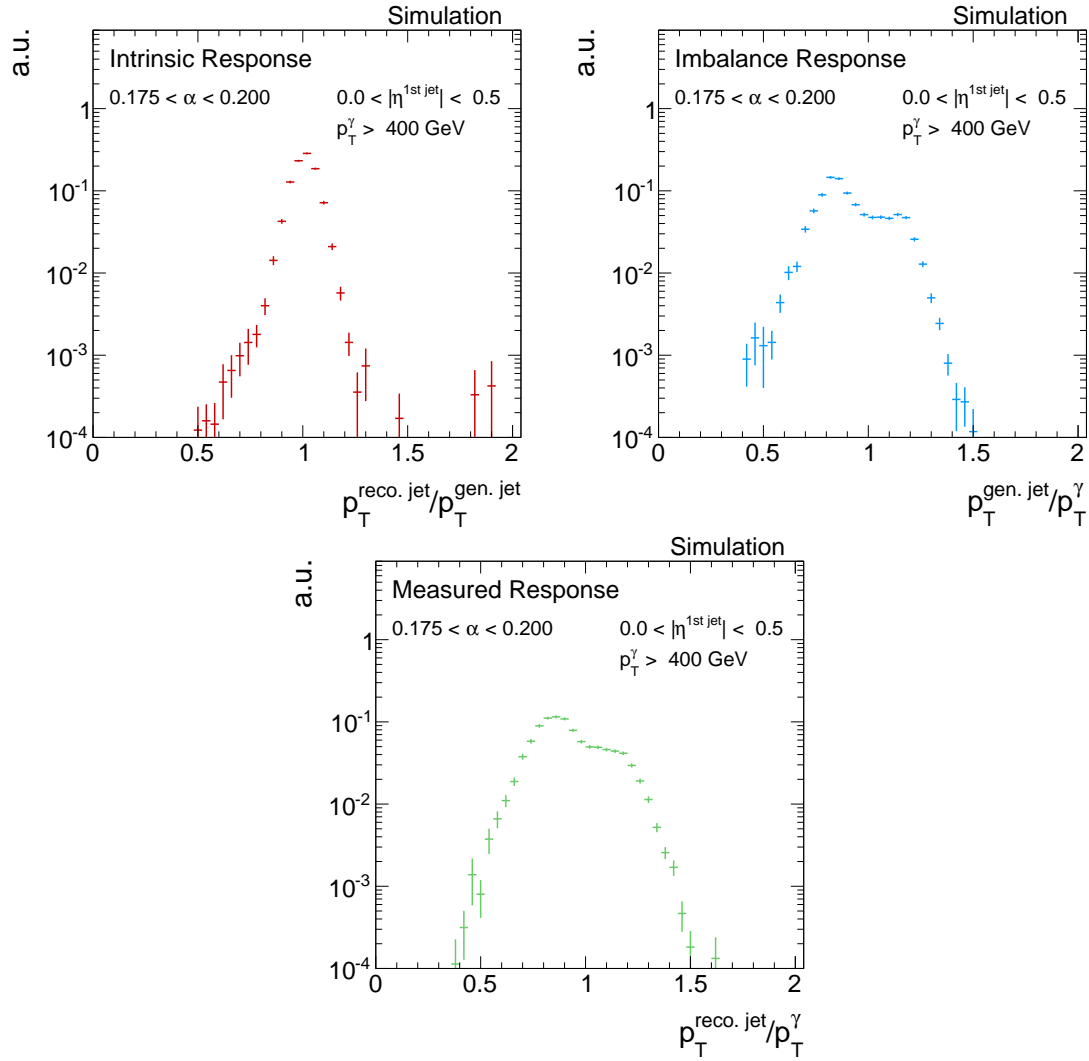 Simulation
a.u.
Intrinsic Response
0.175 < α < 0.200
0.0 < |η^{1st jet}| < 0.5
p_T^γ > 400 GeV
1
10^{-1}
10^{-2}
10^{-3}
10^{-4}
0 0.5 1 1.5 2
p_T^{reco. jet}/p_T^{gen. jet}
Simulation
a.u.
Imbalance Response
0.175 < α < 0.200
0.0 < |η^{1st jet}| < 0.5
p_T^γ > 400 GeV
1
10^{-1}
10^{-2}
10^{-3}
10^{-4}
0 0.5 1 1.5 2
p_T^{gen. jet}/p_T^γ
Simulation
a.u.
Measured Response
0.175 < α < 0.200
0.0 < |η^{1st jet}| < 0.5
p_T^γ > 400 GeV
1
10^{-1}
10^{-2}
10^{-3}
10^{-4}
0 0.5 1 1.5 2
p_T^{reco. jet}/p_T^γ